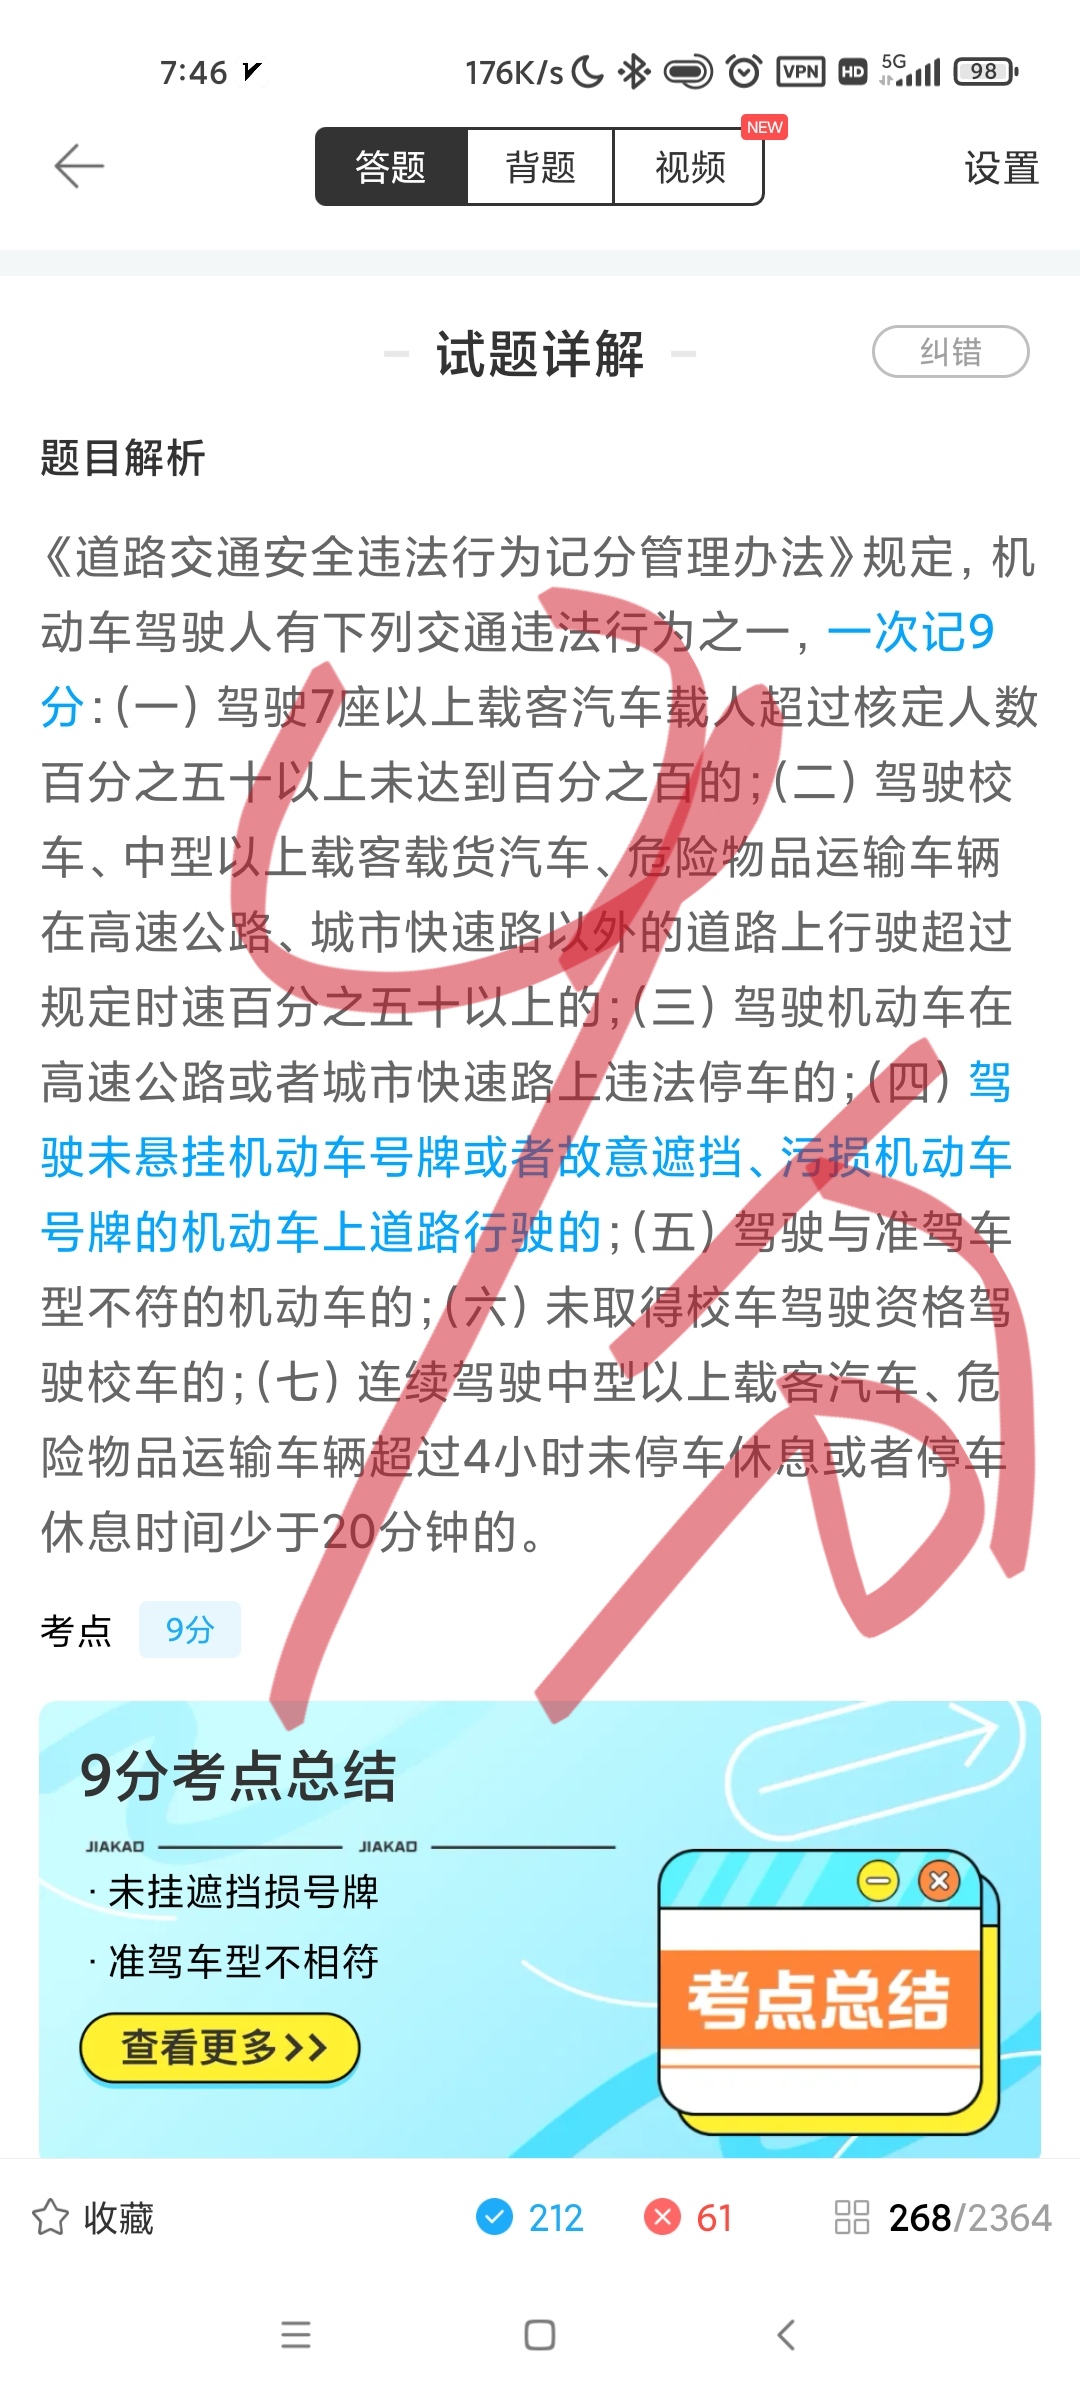 7:46 176K/s VPN HD 5G 98
答题 背题 视频 NEW 设置
试题详解 纠错
题目解析
《道路交通安全违法行为记分管理办法》规定，机
动车驾驶人有下列交通违法行为之一，一次记9
分:(一）驾驶7座以上载客汽车载人超过核定人数
百分之五十以上未达到百分之百的;(二）驾驶校
车、中型以上载客载货汽车、危险物品运输车辆
在高速公路、城市快速路以外的道路上行驶超过
规定时速百分之五十以上的;(三）驾驶机动车在
高速公路或者城市快速路上违法停车的;(四）驾
驶未悬挂机动车号牌或者故意遮挡、污损机动车
号牌的机动车上道路行驶的;(五）驾驶与准驾车
型不符的机动车的;(六）未取得校车驾驶资格驾
驶校车的;(七）连续驾驶中型以上载客汽车、危
险物品运输车辆超过4小时未停车休息或者停车
休息时间少于20分钟的。
9分
考点 9分
9分考点总结
JIAKAO JIAKAO
·未挂遮挡损号牌
·准驾车型不相符
查看更多>>
考点总结
收藏 212 61 268/2364